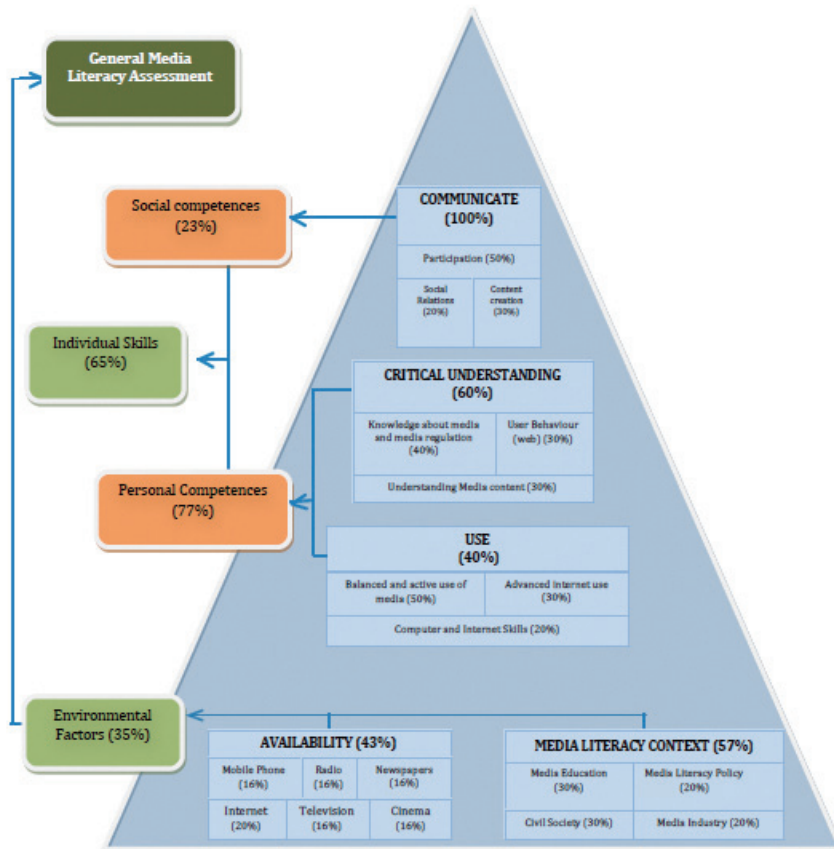 General Media
Literacy Assessment
Social competences
(23%)
COMMUNICATE
(100%)
Participation (50%)
Social
Relations
(20%)
Content
creation
(30%)
Individual Skills
(65%)
CRITICAL UNDERSTANDING
(60%)
Knowledge about media
and media regulation
(40%)
User Behaviour
(web) (30%)
Understanding Media content (30%)
Personal Competences
(77%)
USE
(40%)
Balanced and active use of
media (50%)
Advanced internet use
(30%)
Computer and Internet Skills (20%)
Environmental
Factors (35%)
AVAILABILITY (43%)
Mobile Phone
(16%)
Radio
(16%)
Newspapers
(16%)
Internet
(20%)
Television
(16%)
Cinema
(16%)
MEDIA LITERACY CONTEXT (57%)
Media Education
(30%)
Media Literacy Policy
(20%)
Civil Society (30%)
Media Industry (20%)